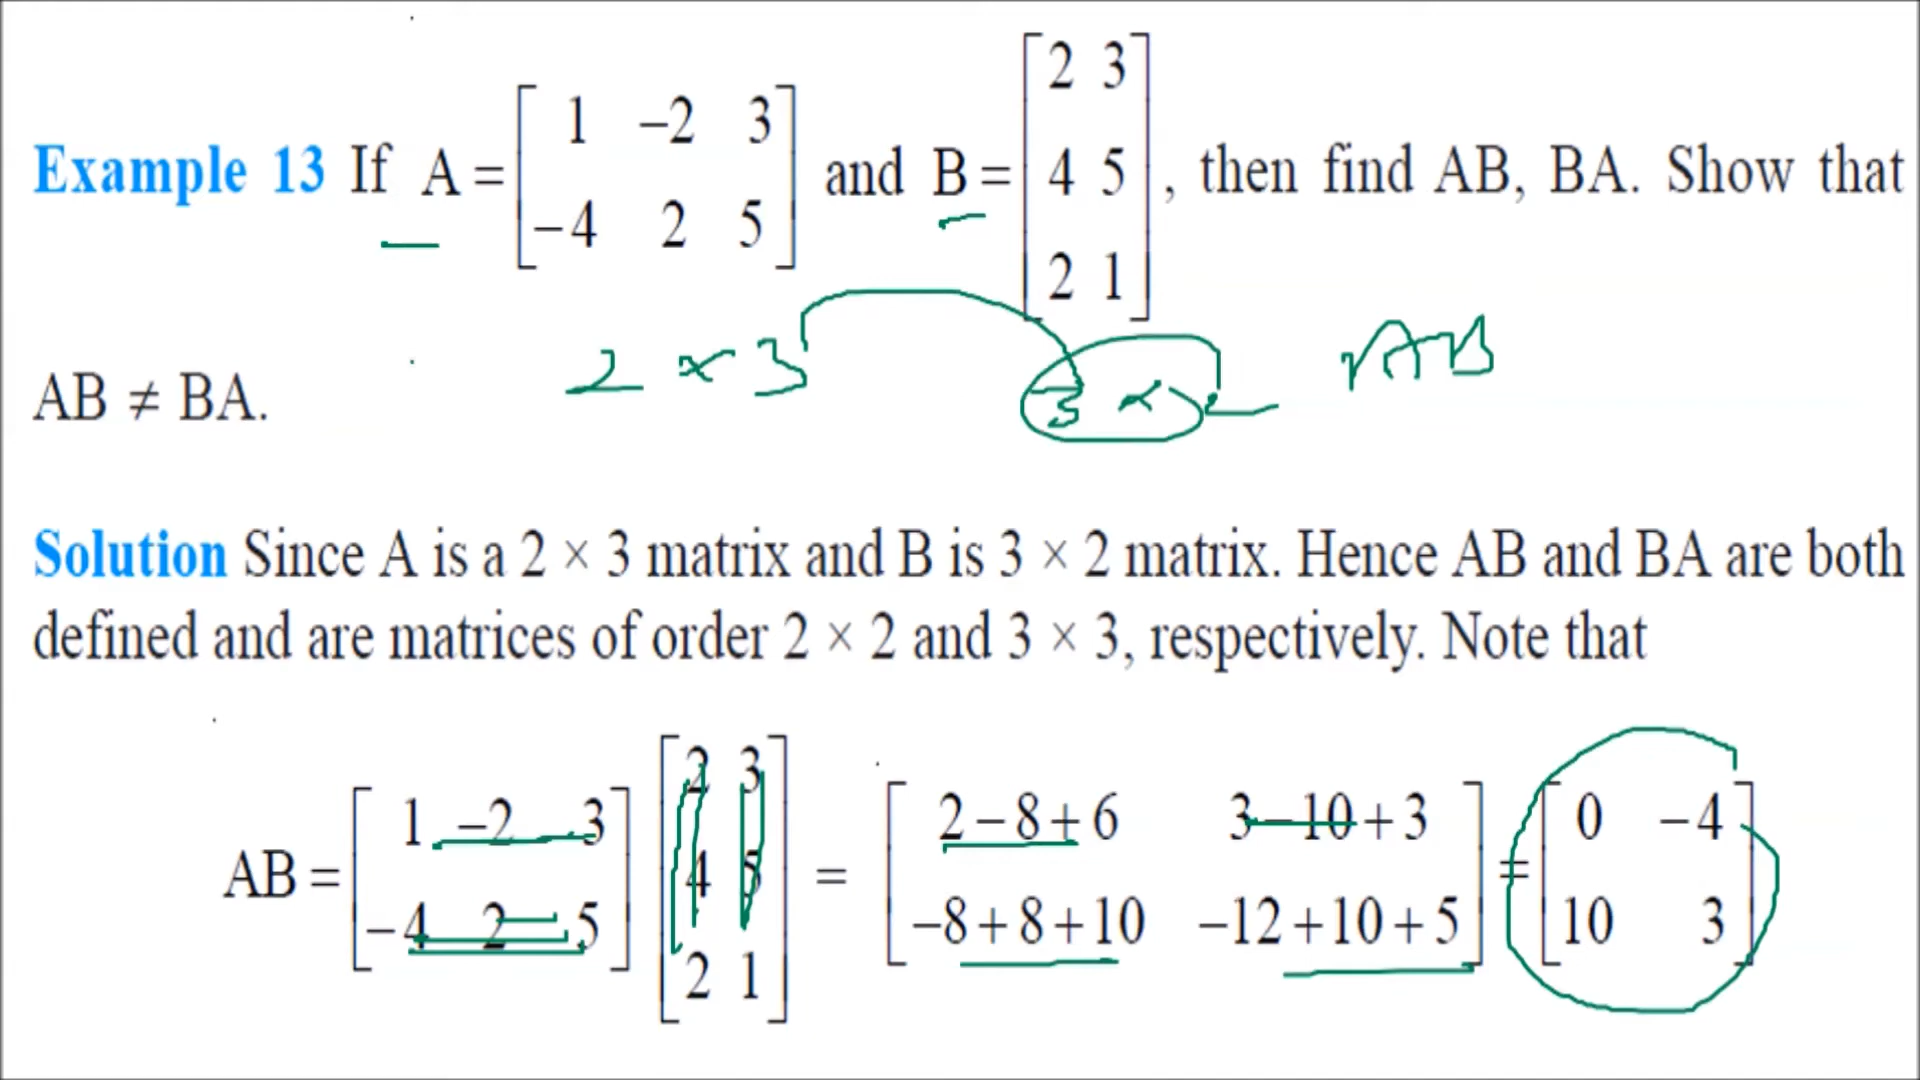 Example 13 If A = [ 1 –2 3 ; –4 2 5 ] and B = [ 2 3 ; 4 5 ; 2 1 ] , then find AB, BA. Show that
AB ≠ BA.
2 × 3 3 × 2 AB
Solution Since A is a 2 × 3 matrix and B is 3 × 2 matrix. Hence AB and BA are both
defined and are matrices of order 2 × 2 and 3 × 3, respectively. Note that
AB = [ 1 –2 3 ; –4 2 5 ] [ 2 3 ; 4 5 ; 2 1 ] = [ 2 – 8 + 6 3 – 10 + 3 ; –8 + 8 + 10 –12 + 10 + 5 ] = [ 0 –4 ; 10 3 ]